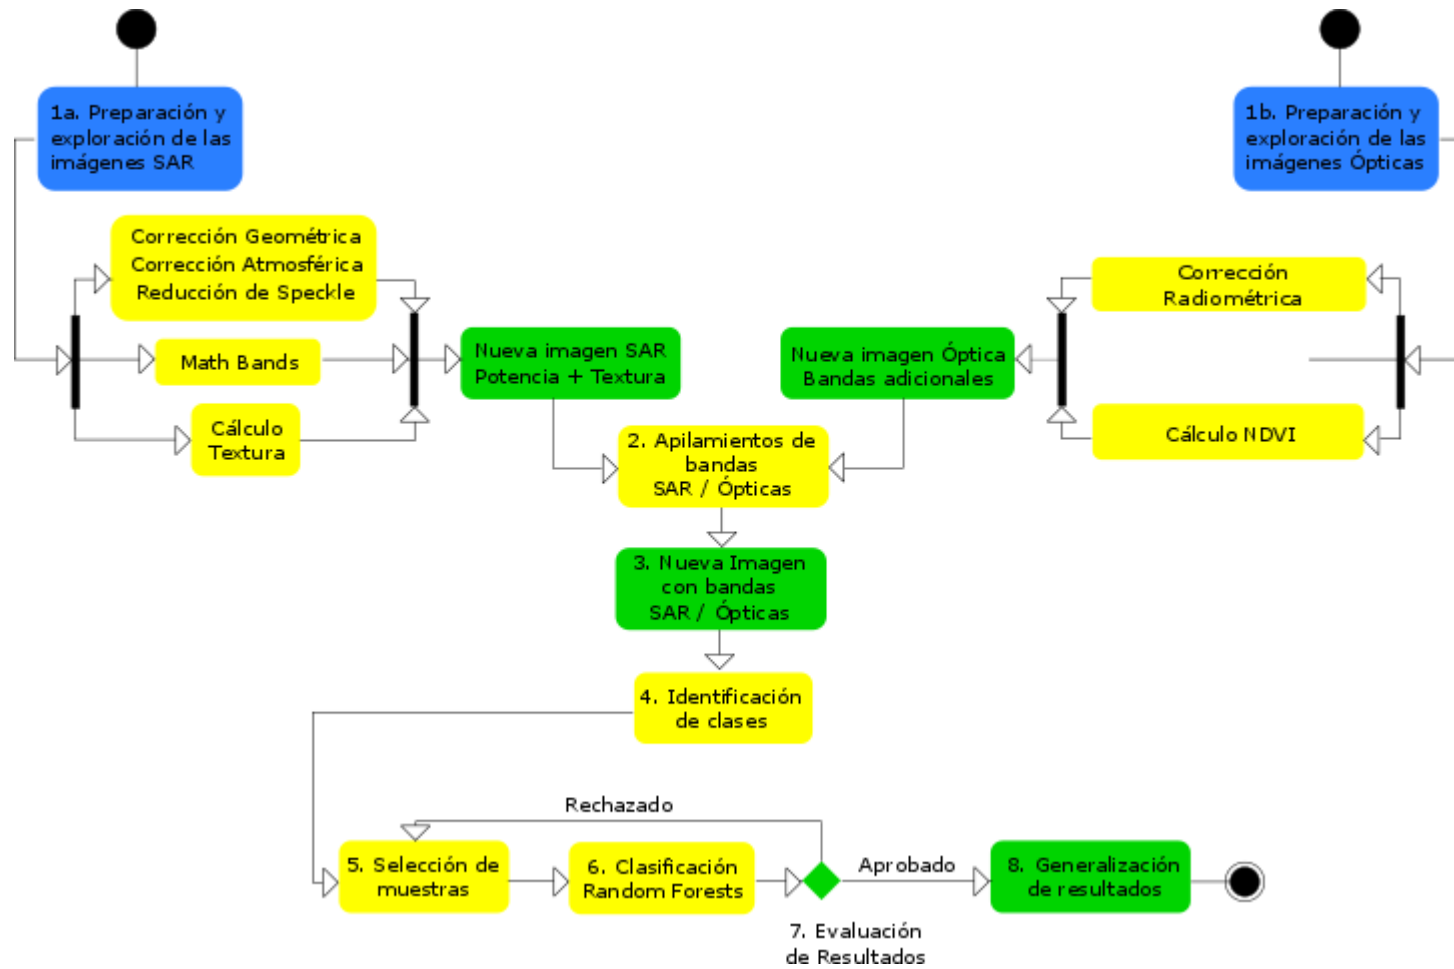 1a. Preparación y
exploración de las
imágenes SAR
1b. Preparación y
exploración de las
imágenes Ópticas
Corrección Geométrica
Corrección Atmosférica
Reducción de Speckle
Math Bands
Cálculo
Textura
Nueva imagen SAR
Potencia + Textura
Nueva imagen Óptica
Bandas adicionales
Corrección
Radiométrica
Cálculo NDVI
2. Apilamientos de
bandas
SAR / Ópticas
3. Nueva Imagen
con bandas
SAR / Ópticas
4. Identificación
de clases
Rechazado
5. Selección de
muestras
6. Clasificación
Random Forests
Aprobado
7. Evaluación
de Resultados
8. Generalización
de resultados